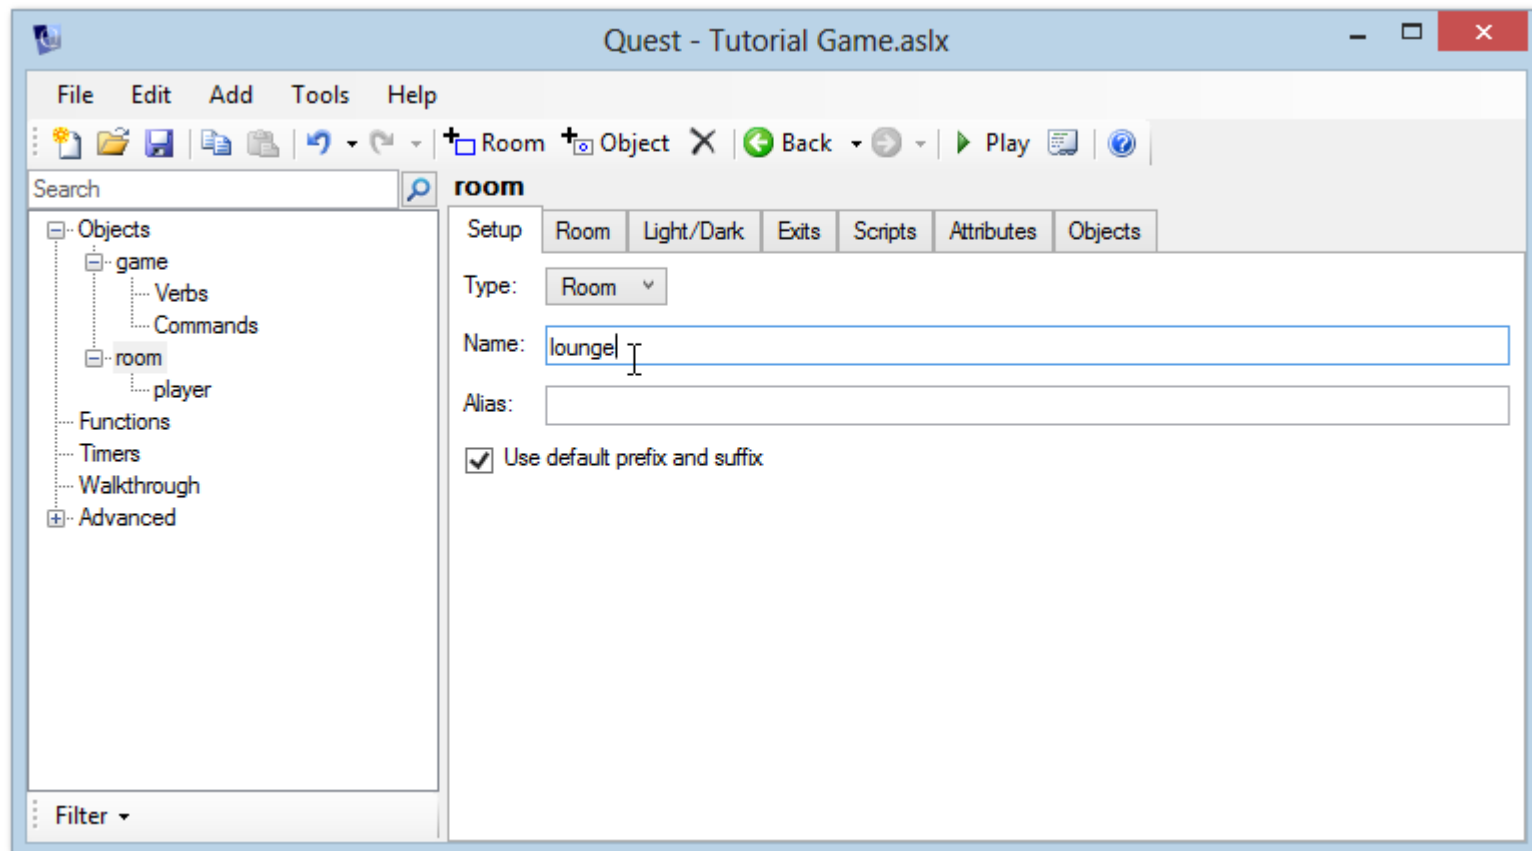 Quest - Tutorial Game.aslx
File Edit Add Tools Help
Room Object Back Play
Search
room
Objects
game
Verbs
Commands
room
player
Functions
Timers
Walkthrough
Advanced
Filter
Setup Room Light/Dark Exits Scripts Attributes Objects
Type: Room
Name: lounge
Alias:
Use default prefix and suffix